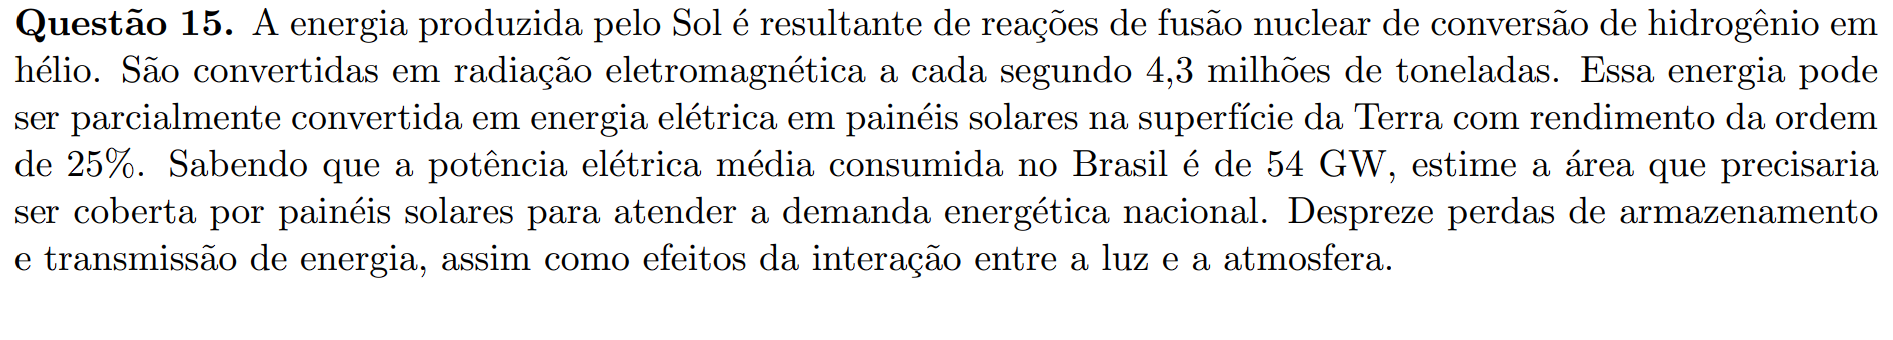 Questão 15. A energia produzida pelo Sol é resultante de reações de fusão nuclear de conversão de hidrogênio em
hélio. São convertidas em radiação eletromagnética a cada segundo 4,3 milhões de toneladas. Essa energia pode
ser parcialmente convertida em energia elétrica em painéis solares na superfície da Terra com rendimento da ordem
de 25%. Sabendo que a potência elétrica média consumida no Brasil é de 54 GW, estime a área que precisaria
ser coberta por painéis solares para atender a demanda energética nacional. Despreze perdas de armazenamento
e transmissão de energia, assim como efeitos da interação entre a luz e a atmosfera.